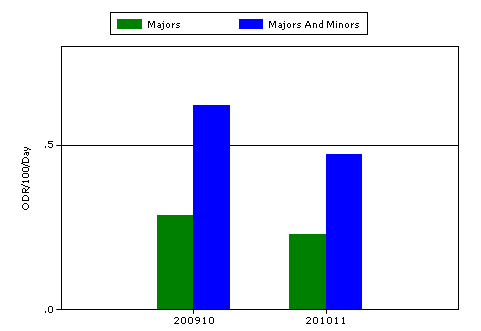 Majors
Majors And Minors
ODR/100/Day
.5
.0
200910
201011